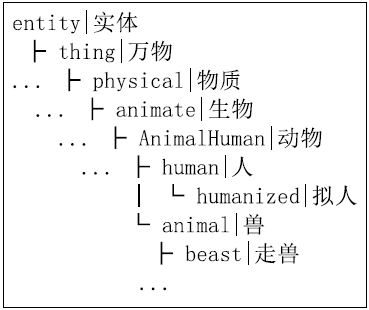 entity|实体
├ thing|万物
... ├ physical|物质
... ├ animate|生物
... ├ AnimalHuman|动物
... ├ human|人
│ └ humanized|拟人
└ animal|兽
├ beast|走兽
...